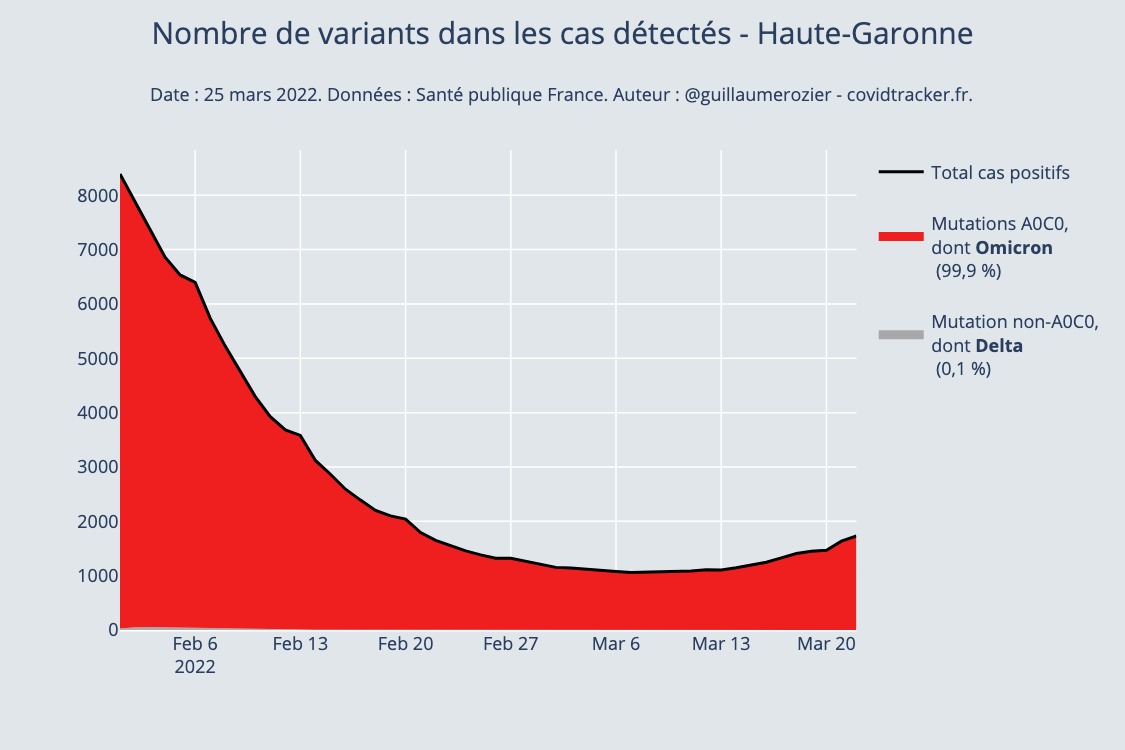 Nombre de variants dans les cas détectés - Haute-Garonne
Date : 25 mars 2022. Données : Santé publique France. Auteur : @guillaumerozier - covidtracker.fr.
Total cas positifs
Mutations A0C0,
dont Omicron
(99,9 %)
Mutation non-A0C0,
dont Delta
(0,1 %)
8000
7000
6000
5000
4000
3000
2000
1000
0
Feb 6
2022
Feb 13
Feb 20
Feb 27
Mar 6
Mar 13
Mar 20